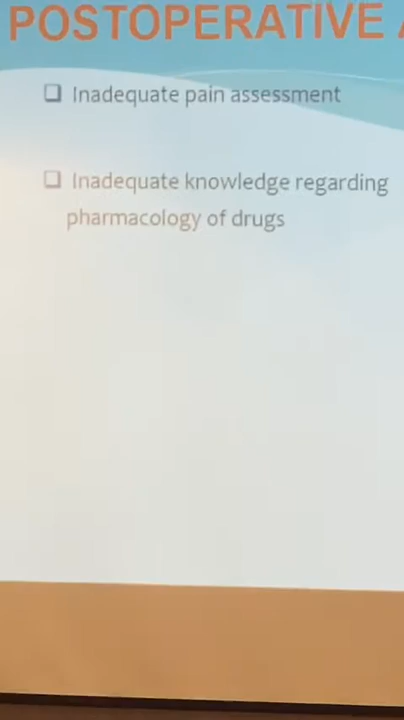 POSTOPERATIVE
Inadequate pain assessment
Inadequate knowledge regarding
pharmacology of drugs